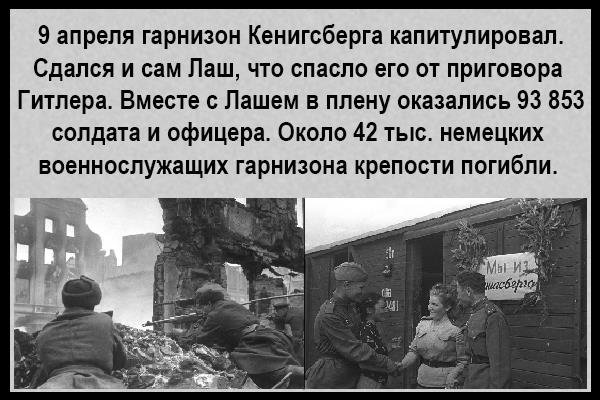 9 апреля гарнизон Кенигсберга капитулировал.
Сдался и сам Лаш, что спасло его от приговора
Гитлера. Вместе с Лашем в плену оказались 93 853
солдата и офицера. Около 42 тыс. немецких
военнослужащих гарнизона крепости погибли.
Мы из